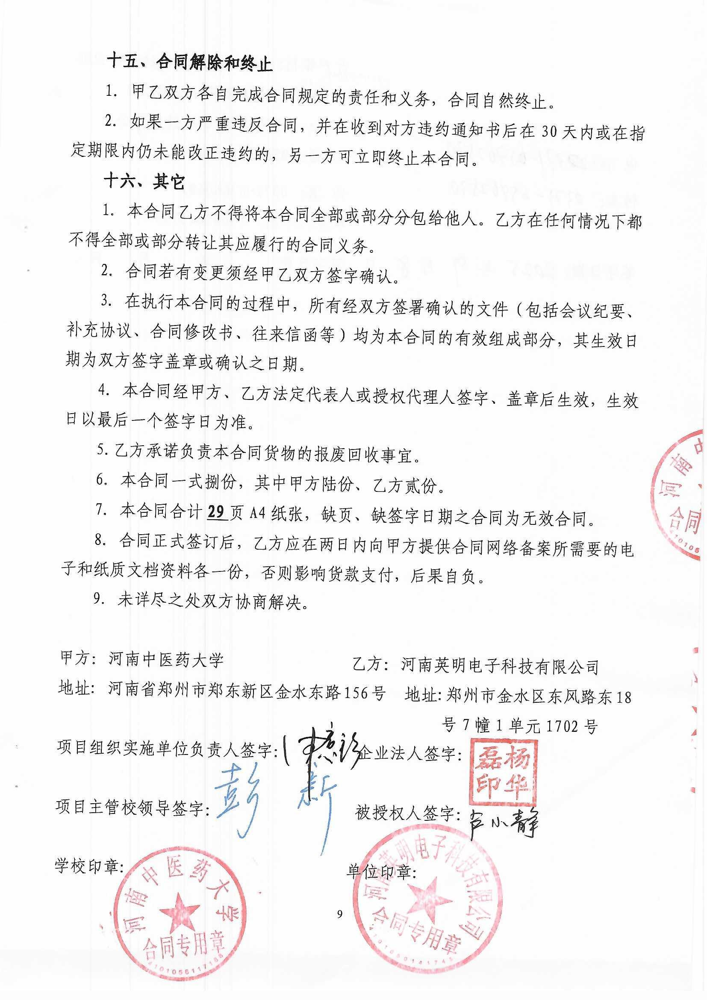 十五、合同解除和终止
1. 甲乙双方各自完成合同规定的责任和义务，合同自然终止。
2. 如果一方严重违反合同，并在收到对方违约通知书后在 30 天内或在指
定期限内仍未能改正违约的，另一方可立即终止本合同。
十六、其它
1. 本合同乙方不得将本合同全部或部分分包给他人。乙方在任何情况下都
不得全部或部分转让其应履行的合同义务。
2. 合同若有变更须经甲乙双方签字确认。
3. 在执行本合同的过程中，所有经双方签署确认的文件（包括会议纪要、
补充协议、合同修改书、往来信函等）均为本合同的有效组成部分，其生效日
期为双方签字盖章或确认之日期。
4. 本合同经甲方、乙方法定代表人或授权代理人签字、盖章后生效，生效
日以最后一个签字日为准。
5. 乙方承诺负责本合同货物的报废回收事宜。
6. 本合同一式捌份，其中甲方陆份、乙方贰份。
7. 本合同合计 29 页 A4 纸张，缺页、缺签字日期之合同为无效合同。
8. 合同正式签订后，乙方应在两日内向甲方提供合同网络备案所需要的电
子和纸质文档资料各一份，否则影响货款支付，后果自负。
9. 未详尽之处双方协商解决。
甲方：河南中医药大学 乙方：河南英明电子科技有限公司
地址：河南省郑州市郑东新区金水东路 156 号 地址：郑州市金水区东风路东 18
号 7 幢 1 单元 1702 号
项目组织实施单位负责人签字： 企业法人签字：
杨华磊印
项目主管校领导签字：彭新 被授权人签字：卢小静
学校印章： 单位印章：
河南中医药大学
合同专用章
河南英明电子科技有限公司
合同专用章
9
河南中
合同